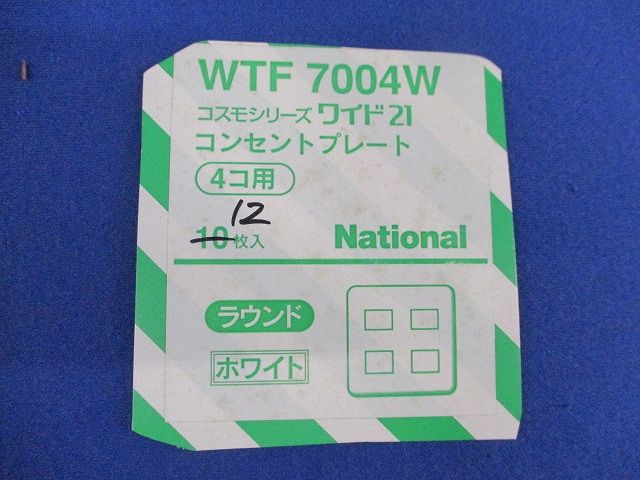 WTF 7004W
コスモシリーズ ワイド21
コンセントプレート
4コ用
12
10枚入 National
ラウンド
ホワイト